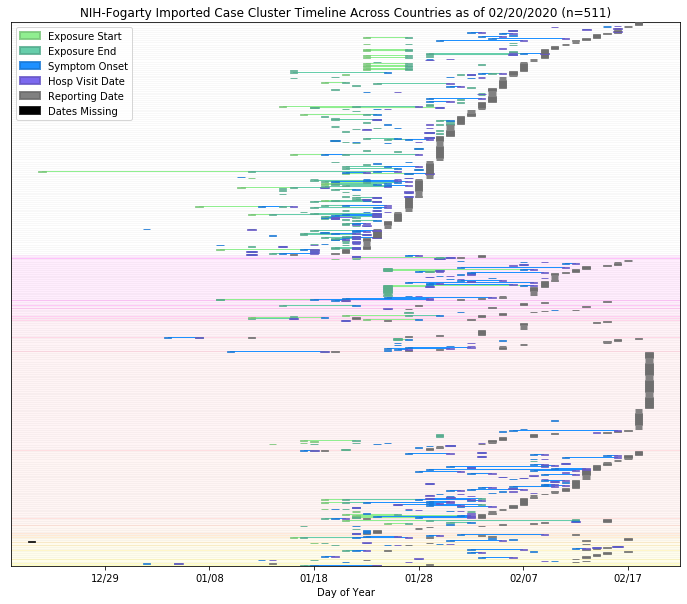 NIH-Fogarty Imported Case Cluster Timeline Across Countries as of 02/20/2020 (n=511)
Exposure Start
Exposure End
Symptom Onset
Hosp Visit Date
Reporting Date
Dates Missing
12/29 01/08 01/18 01/28 02/07 02/17
Day of Year